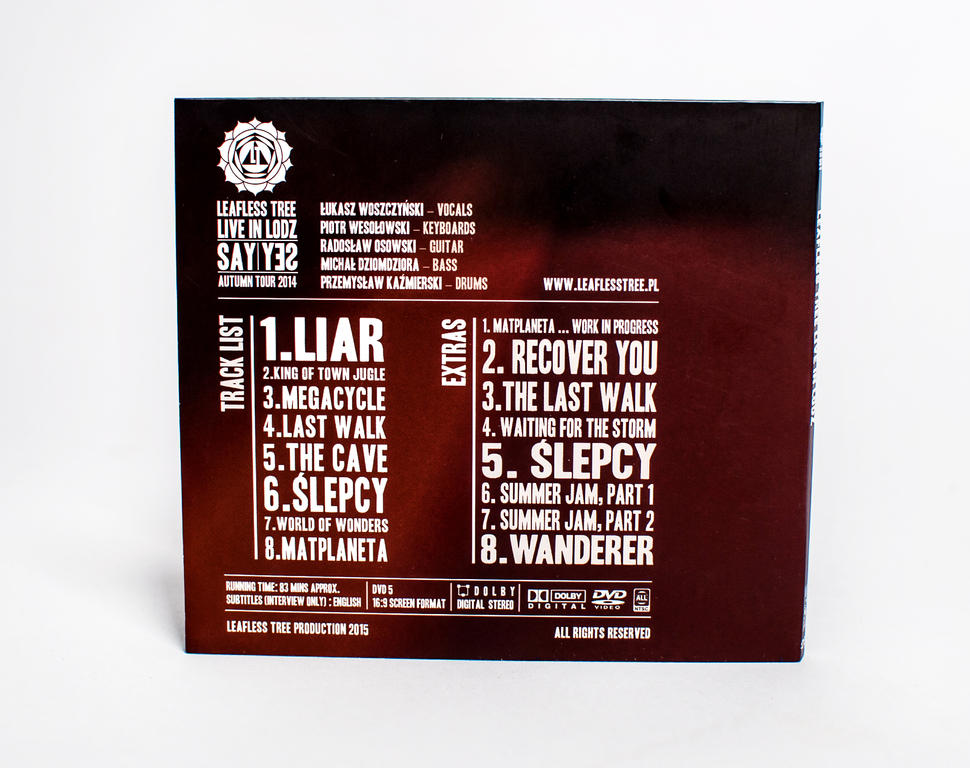 LEAFLESS TREE
LIVE IN LODZ
SAY YES
AUTUMN TOUR 2014
ŁUKASZ WOSZCZYŃSKI – VOCALS
PIOTR WESOŁOWSKI – KEYBOARDS
RADOSŁAW OSOWSKI – GUITAR
MICHAŁ DZIOMDZIORA – BASS
PRZEMYSŁAW KAŹMIERSKI – DRUMS
WWW.LEAFLESSTREE.PL
TRACK LIST
1.LIAR
2.KING OF TOWN JUGLE
3.MEGACYCLE
4.LAST WALK
5.THE CAVE
6.ŚLEPCY
7.WORLD OF WONDERS
8.MATPLANETA
EXTRAS
1. MATPLANETA ... WORK IN PROGRESS
2. RECOVER YOU
3.THE LAST WALK
4. WAITING FOR THE STORM
5. ŚLEPCY
6. SUMMER JAM, PART 1
7. SUMMER JAM, PART 2
8.WANDERER
RUNNING TIME: 83 MINS APPROX.
SUBTITLES (INTERVIEW ONLY) : ENGLISH
DVD 5
16:9 SCREEN FORMAT
DOLBY
DIGITAL STEREO
DOLBY
DIGITAL
DVD
VIDEO
ALL
NTSC
LEAFLESS TREE PRODUCTION 2015
ALL RIGHTS RESERVED